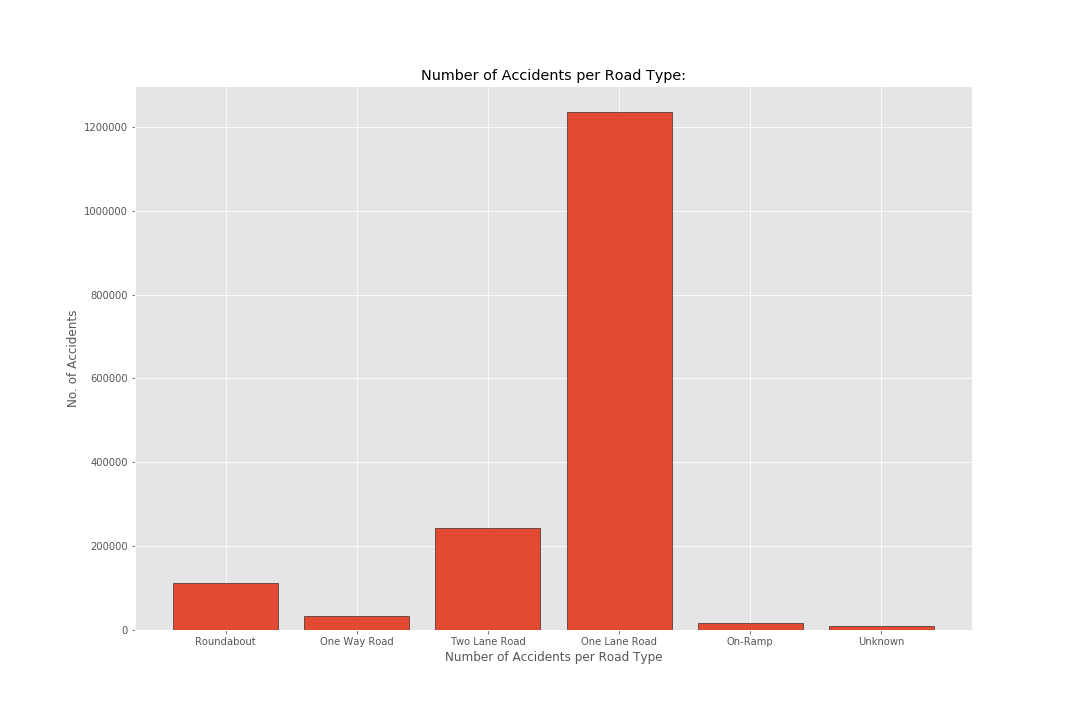 Number of Accidents per Road Type:
1200000
1000000
800000
600000
400000
200000
0
No. of Accidents
Roundabout One Way Road Two Lane Road One Lane Road On-Ramp Unknown
Number of Accidents per Road Type